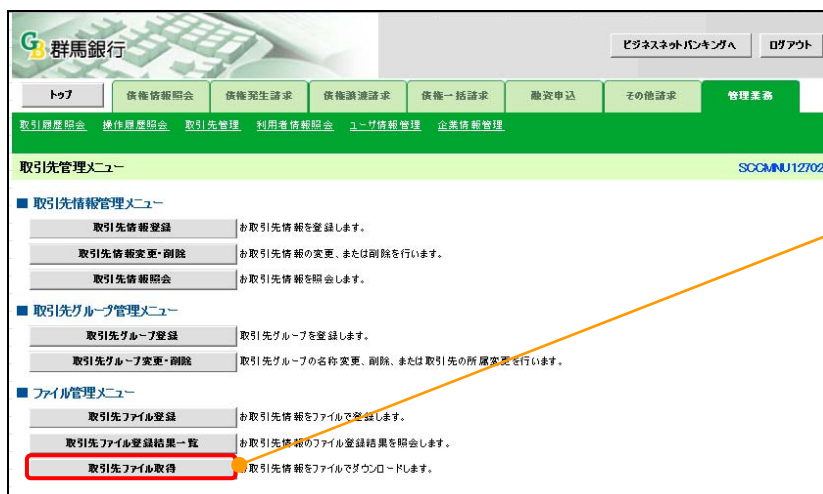 GB 群馬銀行
ビジネスネットバンキングへ ログアウト
トップ 債権情報照会 債権発生請求 債権譲渡請求 債権一括請求 融資申込 その他請求 管理業務
取引履歴照会 操作履歴照会 取引先管理 利用者情報照会 ユーザ情報管理 企業情報管理
取引先管理メニュー SCCMNU12702
■ 取引先情報管理メニュー
取引先情報登録 お取引先情報を登録します。
取引先情報変更・削除 お取引先情報の変更、または削除を行います。
取引先情報照会 お取引先情報を照会します。
■ 取引先グループ管理メニュー
取引先グループ登録 取引先グループを登録します。
取引先グループ変更・削除 取引先グループの名称変更、削除、または取引先の所属変更を行います。
■ ファイル管理メニュー
取引先ファイル登録 お取引先情報をファイルで登録します。
取引先ファイル登録結果一覧 お取引先情報のファイル登録結果を照会します。
取引先ファイル取得 お取引先情報をファイルでダウンロードします。